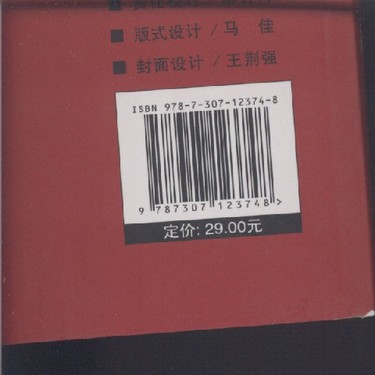 ■ 版式设计 / 马 佳
■ 封面设计 / 王荆强
ISBN 978-7-307-12374-8
9 787307 123748 >
定价: 29.00元